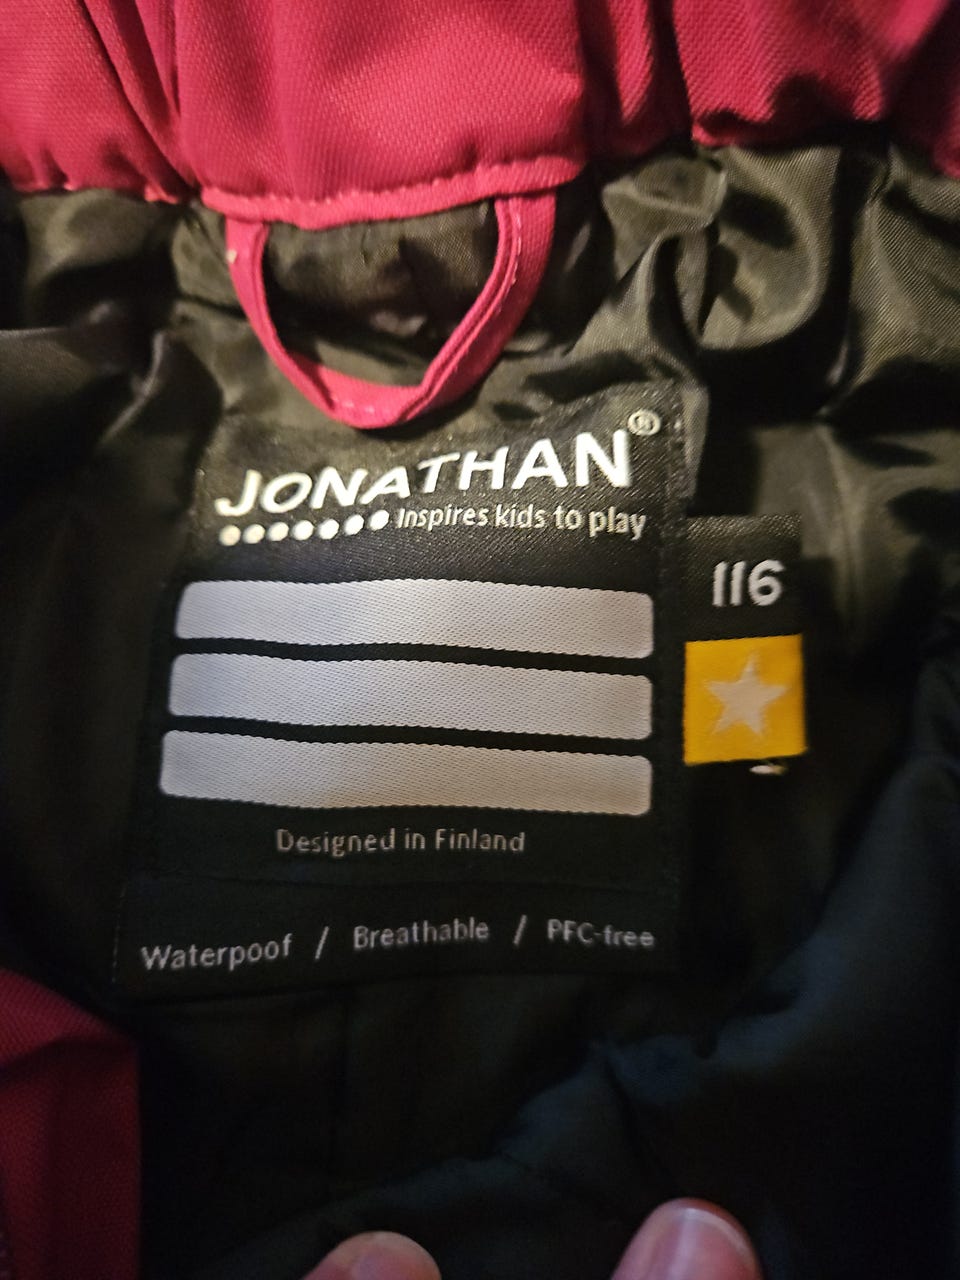 JONATHAN®
Inspires kids to play
116
Designed in Finland
Waterpoof / Breathable / PFC-free